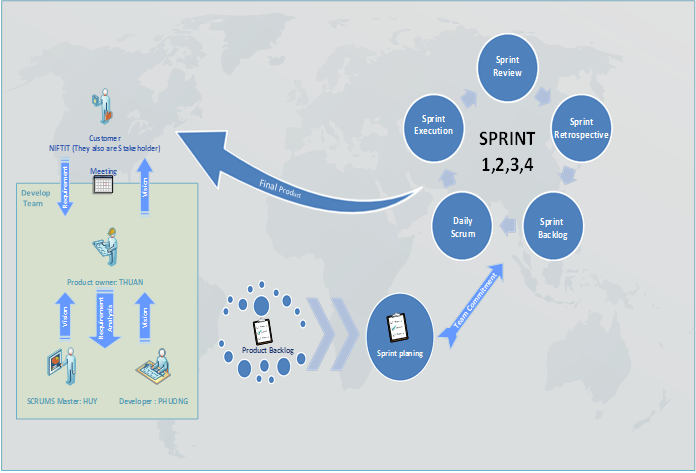 Customer
NIFTIT (They also are Stakeholder)
Meeting
Requirement
Vision
Develop
Team
Product owner: THUAN
Vision
Requirement
Analysis
Vision
SCRUMS Master: HUY
Developer : PHUONG
Final Product
Product Backlog
Sprint planing
Team Commitment
SPRINT
1,2,3,4
Sprint
Review
Sprint
Retrospective
Sprint
Backlog
Daily
Scrum
Sprint
Execution